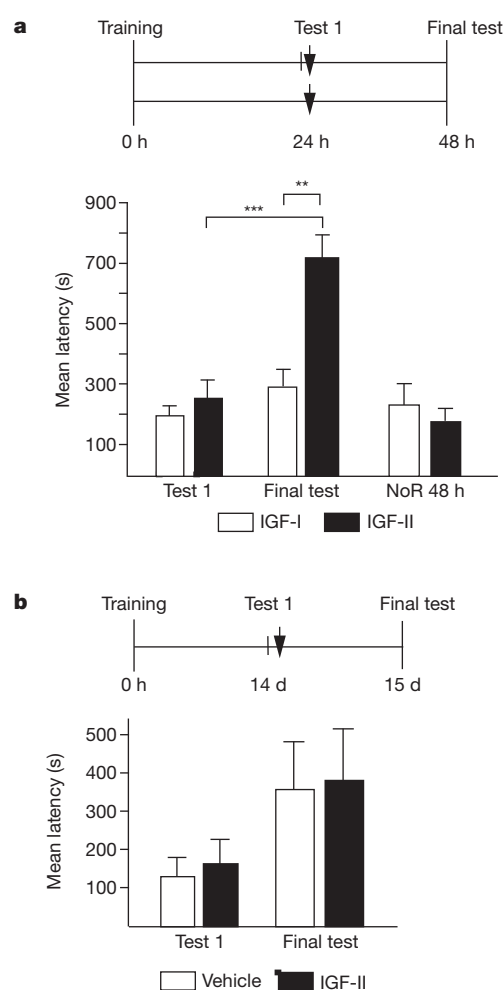 a
Training Test 1 Final test
0 h 24 h 48 h
900
700
500
300
100
Mean latency (s)
***
**
Test 1 Final test NoR 48 h
IGF-I IGF-II
b
Training Test 1 Final test
0 h 14 d 15 d
500
400
300
200
100
Mean latency (s)
Test 1 Final test
Vehicle IGF-II